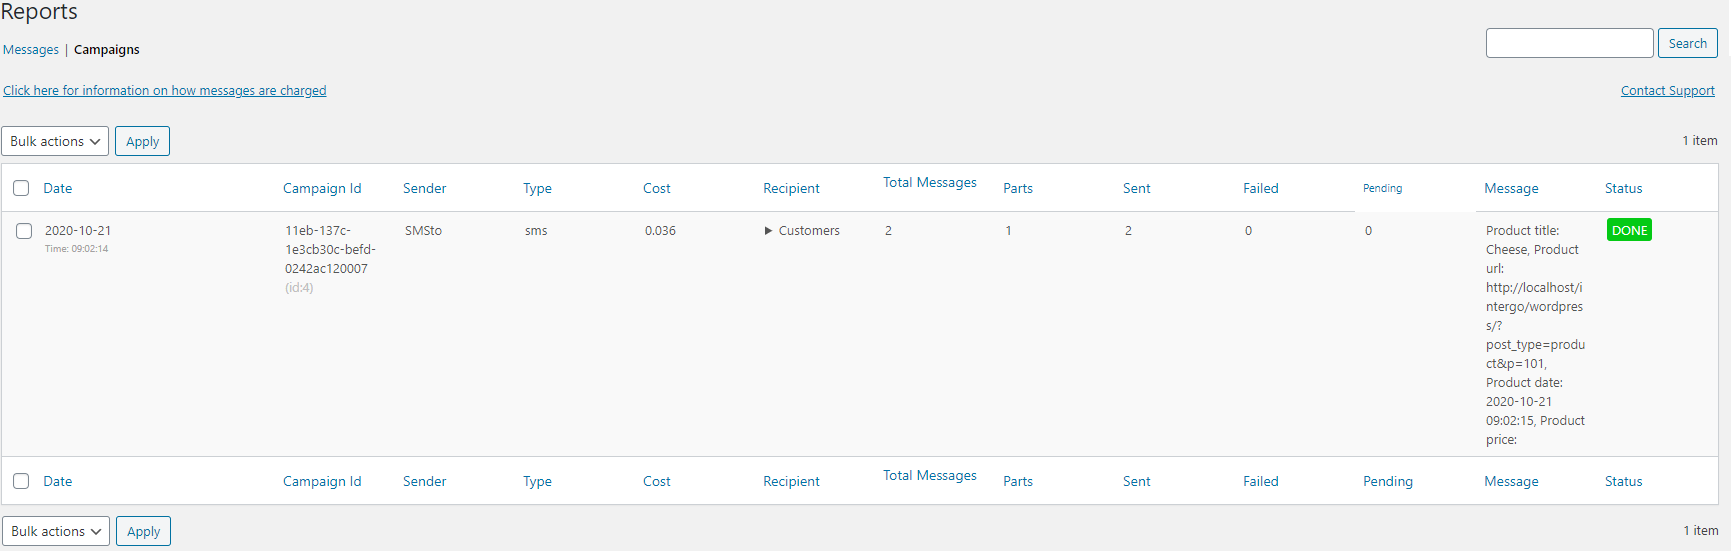 Reports
Messages | Campaigns
Search
Click here for information on how messages are charged
Contact Support
Bulk actions Apply
1 item
Date Campaign Id Sender Type Cost Recipient Total Messages Parts Sent Failed Pending Message Status
2020-10-21
Time: 09:02:14
11eb-137c-
1e3cb30c-befd-
0242ac120007
(id:4)
SMSto
sms
0.036
▶ Customers
2
1
2
0
0
Product title:
Cheese, Product
url:
http://localhost/i
ntergo/wordpres
s/?
post_type=produ
ct&p=101,
Product date:
2020-10-21
09:02:15, Product
price:
DONE
Date Campaign Id Sender Type Cost Recipient Total Messages Parts Sent Failed Pending Message Status
Bulk actions Apply
1 item